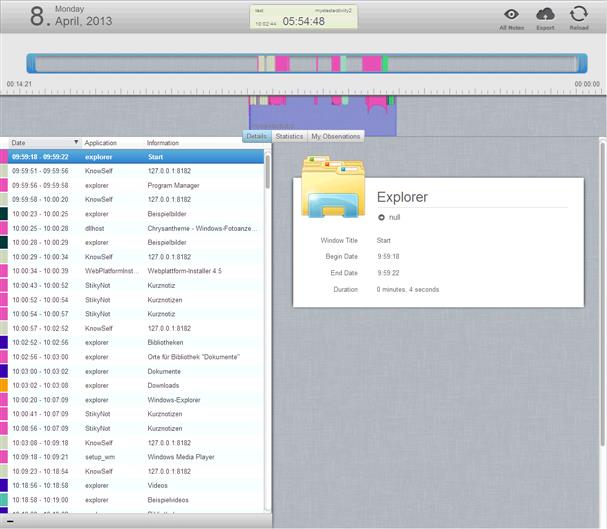 8.
Monday
April, 2013
test
mytestactivity2
10:02:44
05:54:48
All Notes
Export
Reload
00:14:21
00:00:00
Details
Statistics
My Observations
Date
Application
Information
09:59:18 - 09:59:22 explorer Start
09:59:51 - 09:59:56 KnowSelf 127.0.0.1:8182
09:59:56 - 09:59:58 explorer Program Manager
09:59:58 - 10:00:20 KnowSelf 127.0.0.1:8182
10:00:23 - 10:00:25 explorer Beispielbilder
10:00:25 - 10:00:28 dllhost Chrysantheme - Windows-Fotoanze...
10:00:28 - 10:00:29 explorer Beispielbilder
10:00:29 - 10:00:34 KnowSelf 127.0.0.1:8182
10:00:34 - 10:00:39 WebPlatformInst... Webplattform-Installer 4.5
10:00:43 - 10:00:52 StikyNot Kurznotiz
10:00:52 - 10:00:54 StikyNot Kurznotizen
10:00:54 - 10:00:57 StikyNot Kurznotiz
10:00:57 - 10:02:52 KnowSelf 127.0.0.1:8182
10:02:52 - 10:02:56 explorer Bibliotheken
10:02:56 - 10:03:00 explorer Orte für Bibliothek "Dokumente"
10:03:00 - 10:03:02 explorer Dokumente
10:03:02 - 10:03:08 explorer Downloads
10:00:20 - 10:07:09 explorer Windows-Explorer
10:00:41 - 10:07:09 StikyNot Kurznotizen
10:08:56 - 10:07:09 StikyNot Kurznotizen
10:03:08 - 10:09:18 KnowSelf 127.0.0.1:8182
10:09:18 - 10:09:21 setup_wm Windows Media Player
10:09:23 - 10:18:54 KnowSelf 127.0.0.1:8182
10:18:56 - 10:18:58 explorer Videos
10:18:58 - 10:19:00 explorer Beispielvideos
Explorer
null
Window Title Start
Begin Date 9:59:18
End Date 9:59:22
Duration 0 minutes, 4 seconds